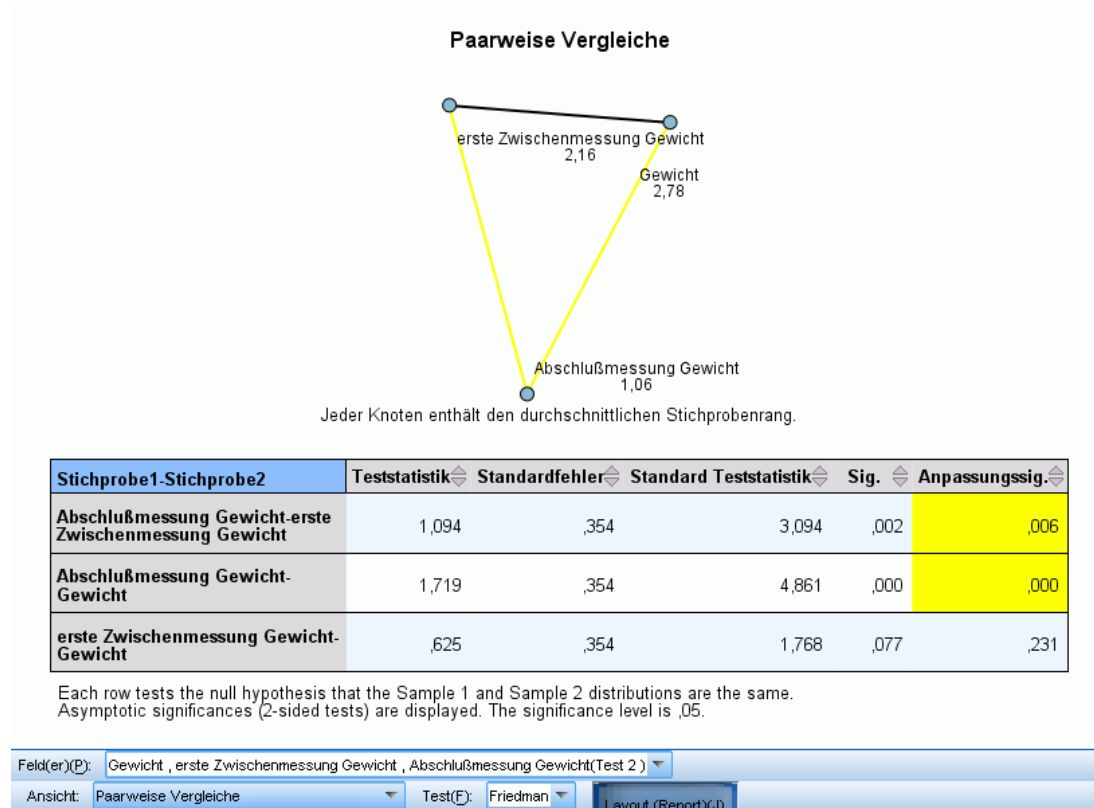 Paarweise Vergleiche
erste Zwischenmessung Gewicht
2,16
Gewicht
2,78
Abschlußmessung Gewicht
1,06
Jeder Knoten enthält den durchschnittlichen Stichprobenrang.
Stichprobe1-Stichprobe2 Teststatistik Standardfehler Standard Teststatistik Sig. Anpassungssig.
Abschlußmessung Gewicht-erste
Zwischenmessung Gewicht 1,094 ,354 3,094 ,002 ,006
Abschlußmessung Gewicht-
Gewicht 1,719 ,354 4,861 ,000 ,000
erste Zwischenmessung Gewicht-
Gewicht ,625 ,354 1,768 ,077 ,231
Each row tests the null hypothesis that the Sample 1 and Sample 2 distributions are the same.
Asymptotic significances (2-sided tests) are displayed. The significance level is ,05.
Feld(er)(P): Gewicht , erste Zwischenmessung Gewicht , Abschlußmessung Gewicht(Test 2 )
Ansicht: Paarweise Vergleiche Test(F): Friedman Layout (Report)(J)